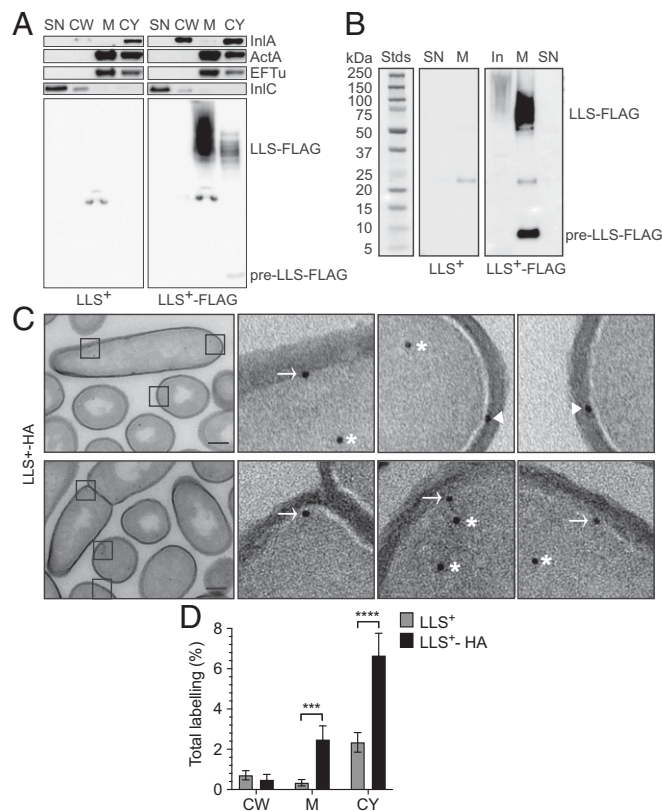 A
SN CW M CY SN CW M CY
InlA
ActA
EFTu
InlC
LLS-FLAG
pre-LLS-FLAG
LLS+ LLS+-FLAG
B
kDa Stds SN M In M SN
250
150
100
75
50
37
25
20
15
10
5
LLS-FLAG
pre-LLS-FLAG
LLS+ LLS+-FLAG
C
LLS+-HA
* * * * *
D
Total labelling (%)
8
6
4
2
0
*** ****
LLS+
LLS+- HA
CW M CY